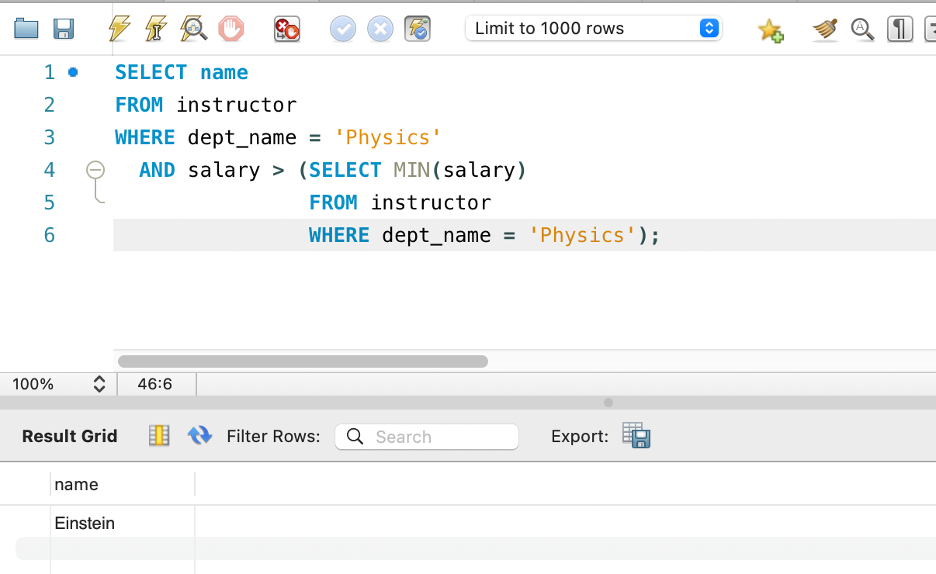 Limit to 1000 rows
1 SELECT name
2 FROM instructor
3 WHERE dept_name = 'Physics'
4 AND salary > (SELECT MIN(salary)
5 FROM instructor
6 WHERE dept_name = 'Physics');
100% 46:6
Result Grid Filter Rows: Search Export:
name
Einstein